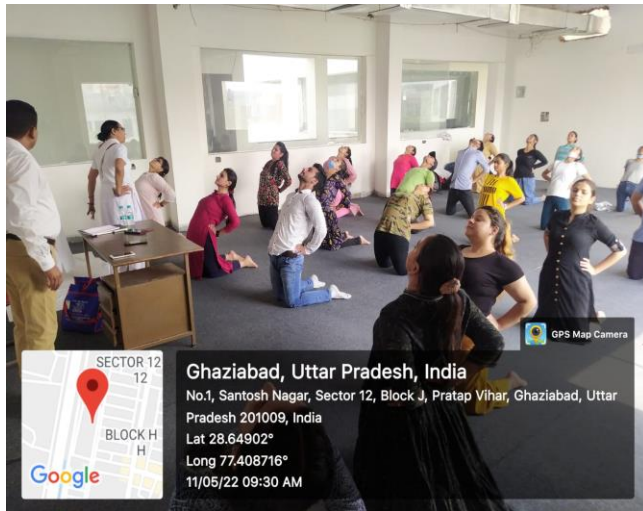 GPS Map Camera
SECTOR 12
12
BLOCK H
H
Google
Ghaziabad, Uttar Pradesh, India
No.1, Santosh Nagar, Sector 12, Block J, Pratap Vihar, Ghaziabad, Uttar
Pradesh 201009, India
Lat 28.64902°
Long 77.408716°
11/05/22 09:30 AM